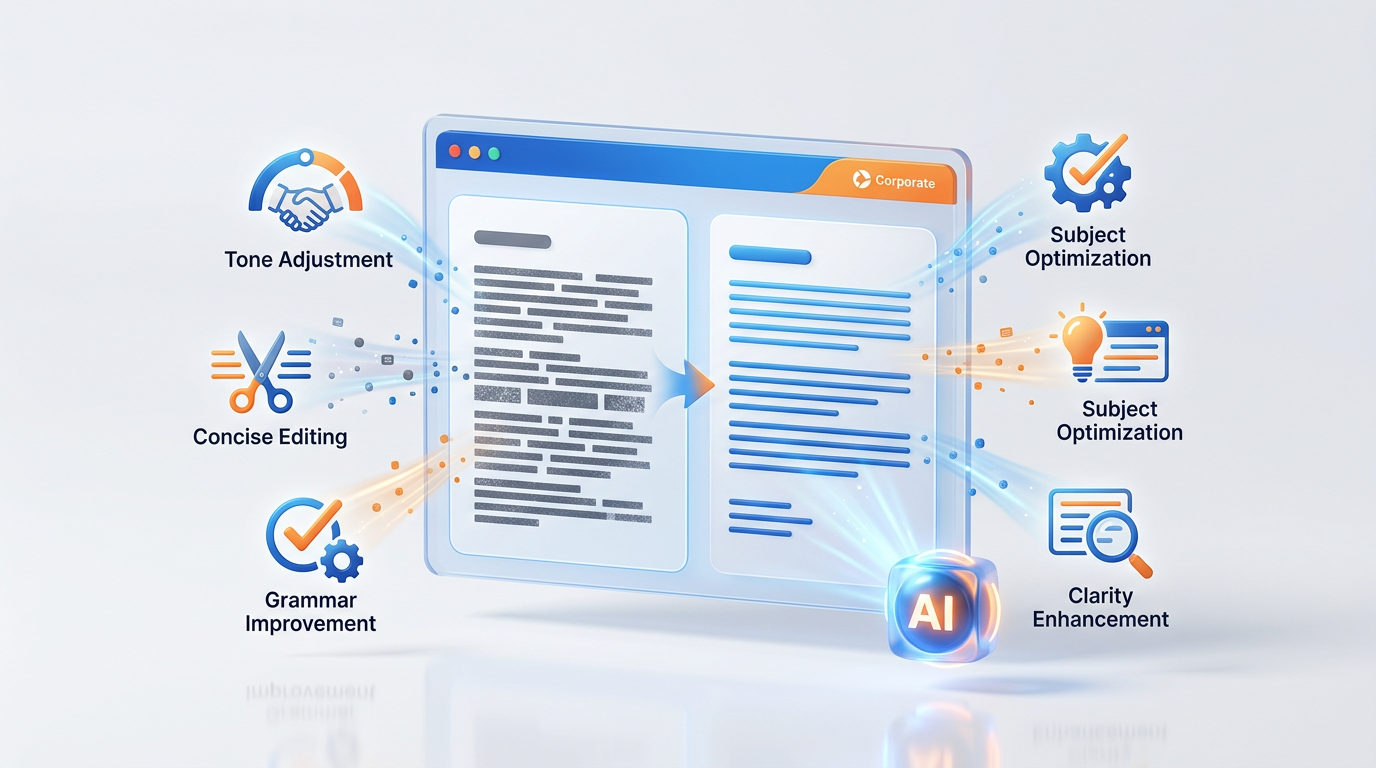 Corporate
Tone Adjustment
Subject
Optimization
Concise Editing
Subject
Optimization
Grammar
Improvement
Clarity
Enhancement
AI